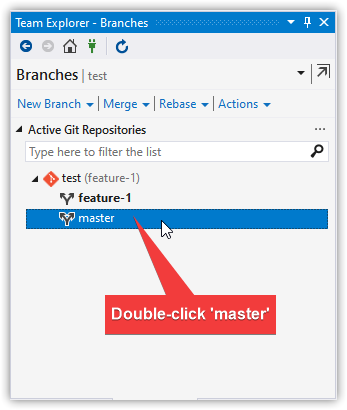 Team Explorer - Branches
Branches | test
New Branch Merge Rebase Actions
Active Git Repositories ...
Type here to filter the list
test (feature-1)
feature-1
master
Double-click 'master'